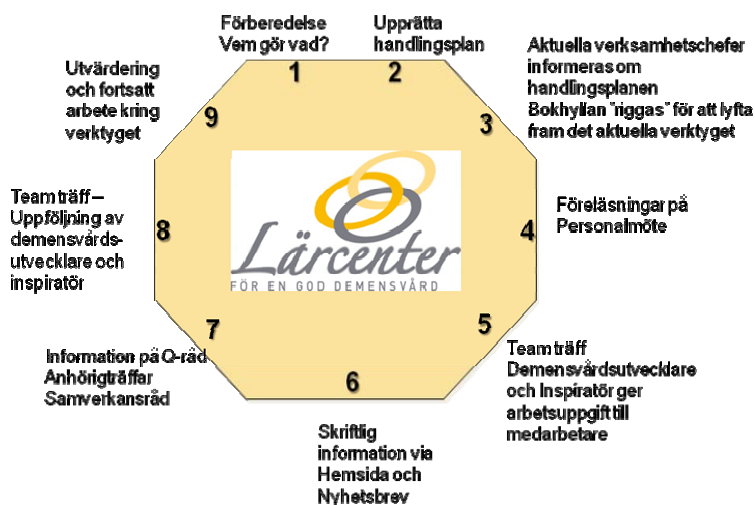 Förberedelse
Vem gör vad?
1
Upprätta
handlingsplan
2
Aktuella verksamhetschefer
informeras om
handlingsplanen
Bokhyllan "riggas" för att lyfta
fram det aktuella verktyget
3
Föreläsningar på
Personalmöte
4
Team träff
Demensvårdsutvecklare
och Inspiratör ger
arbetsuppgift till
medarbetare
5
Skriftlig
information via
Hemsida och
Nyhetsbrev
6
Information på Q-råd
Anhörigträffar
Samverkansråd
7
Team träff –
Uppföljning av
demensvårds-
utvecklare och
inspiratör
8
Utvärdering
och fortsatt
arbete kring
verktyget
9
Lärcenter
FÖR EN GOD DEMENSVÅRD